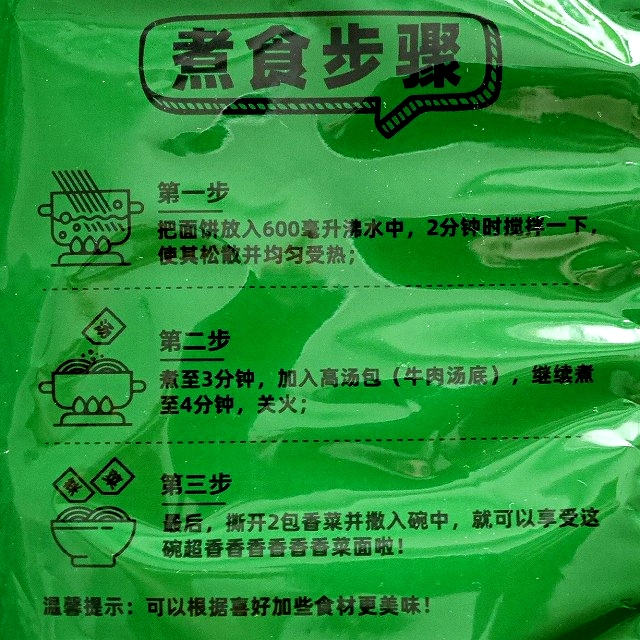 煮食步骤
第一步
把面饼放入600毫升沸水中，2分钟时搅拌一下，
使其松散并均匀受热；
第二步
煮至3分钟，加入高汤包（牛肉汤底），继续煮
至4分钟，关火；
第三步
最后，撕开2包香菜并撒入碗中，就可以享受这
碗超香香香香香香菜面啦！
温馨提示：可以根据喜好加些食材更美味！